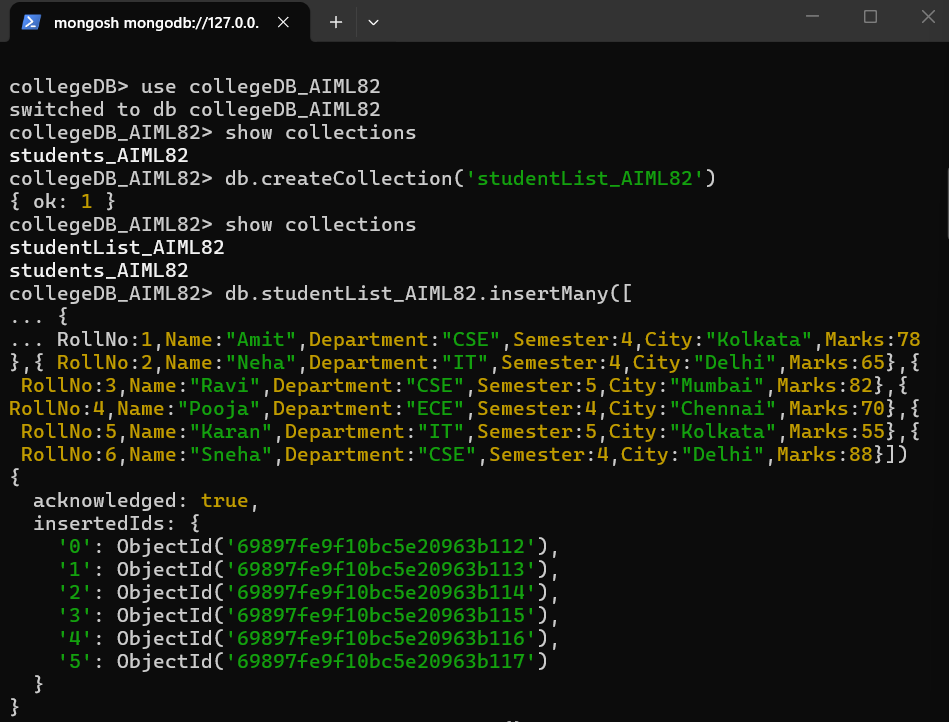 mongosh mongodb://127.0.0.
collegeDB> use collegeDB_AIML82
switched to db collegeDB_AIML82
collegeDB_AIML82> show collections
students_AIML82
collegeDB_AIML82> db.createCollection('studentList_AIML82')
{ ok: 1 }
collegeDB_AIML82> show collections
studentList_AIML82
students_AIML82
collegeDB_AIML82> db.studentList_AIML82.insertMany([
... {
... RollNo:1,Name:"Amit",Department:"CSE",Semester:4,City:"Kolkata",Marks:78
},{ RollNo:2,Name:"Neha",Department:"IT",Semester:4,City:"Delhi",Marks:65},{
RollNo:3,Name:"Ravi",Department:"CSE",Semester:5,City:"Mumbai",Marks:82},{
RollNo:4,Name:"Pooja",Department:"ECE",Semester:4,City:"Chennai",Marks:70},{
RollNo:5,Name:"Karan",Department:"IT",Semester:5,City:"Kolkata",Marks:55},{
RollNo:6,Name:"Sneha",Department:"CSE",Semester:4,City:"Delhi",Marks:88}])
{
  acknowledged: true,
  insertedIds: {
    '0': ObjectId('69897fe9f10bc5e20963b112'),
    '1': ObjectId('69897fe9f10bc5e20963b113'),
    '2': ObjectId('69897fe9f10bc5e20963b114'),
    '3': ObjectId('69897fe9f10bc5e20963b115'),
    '4': ObjectId('69897fe9f10bc5e20963b116'),
    '5': ObjectId('69897fe9f10bc5e20963b117')
  }
}